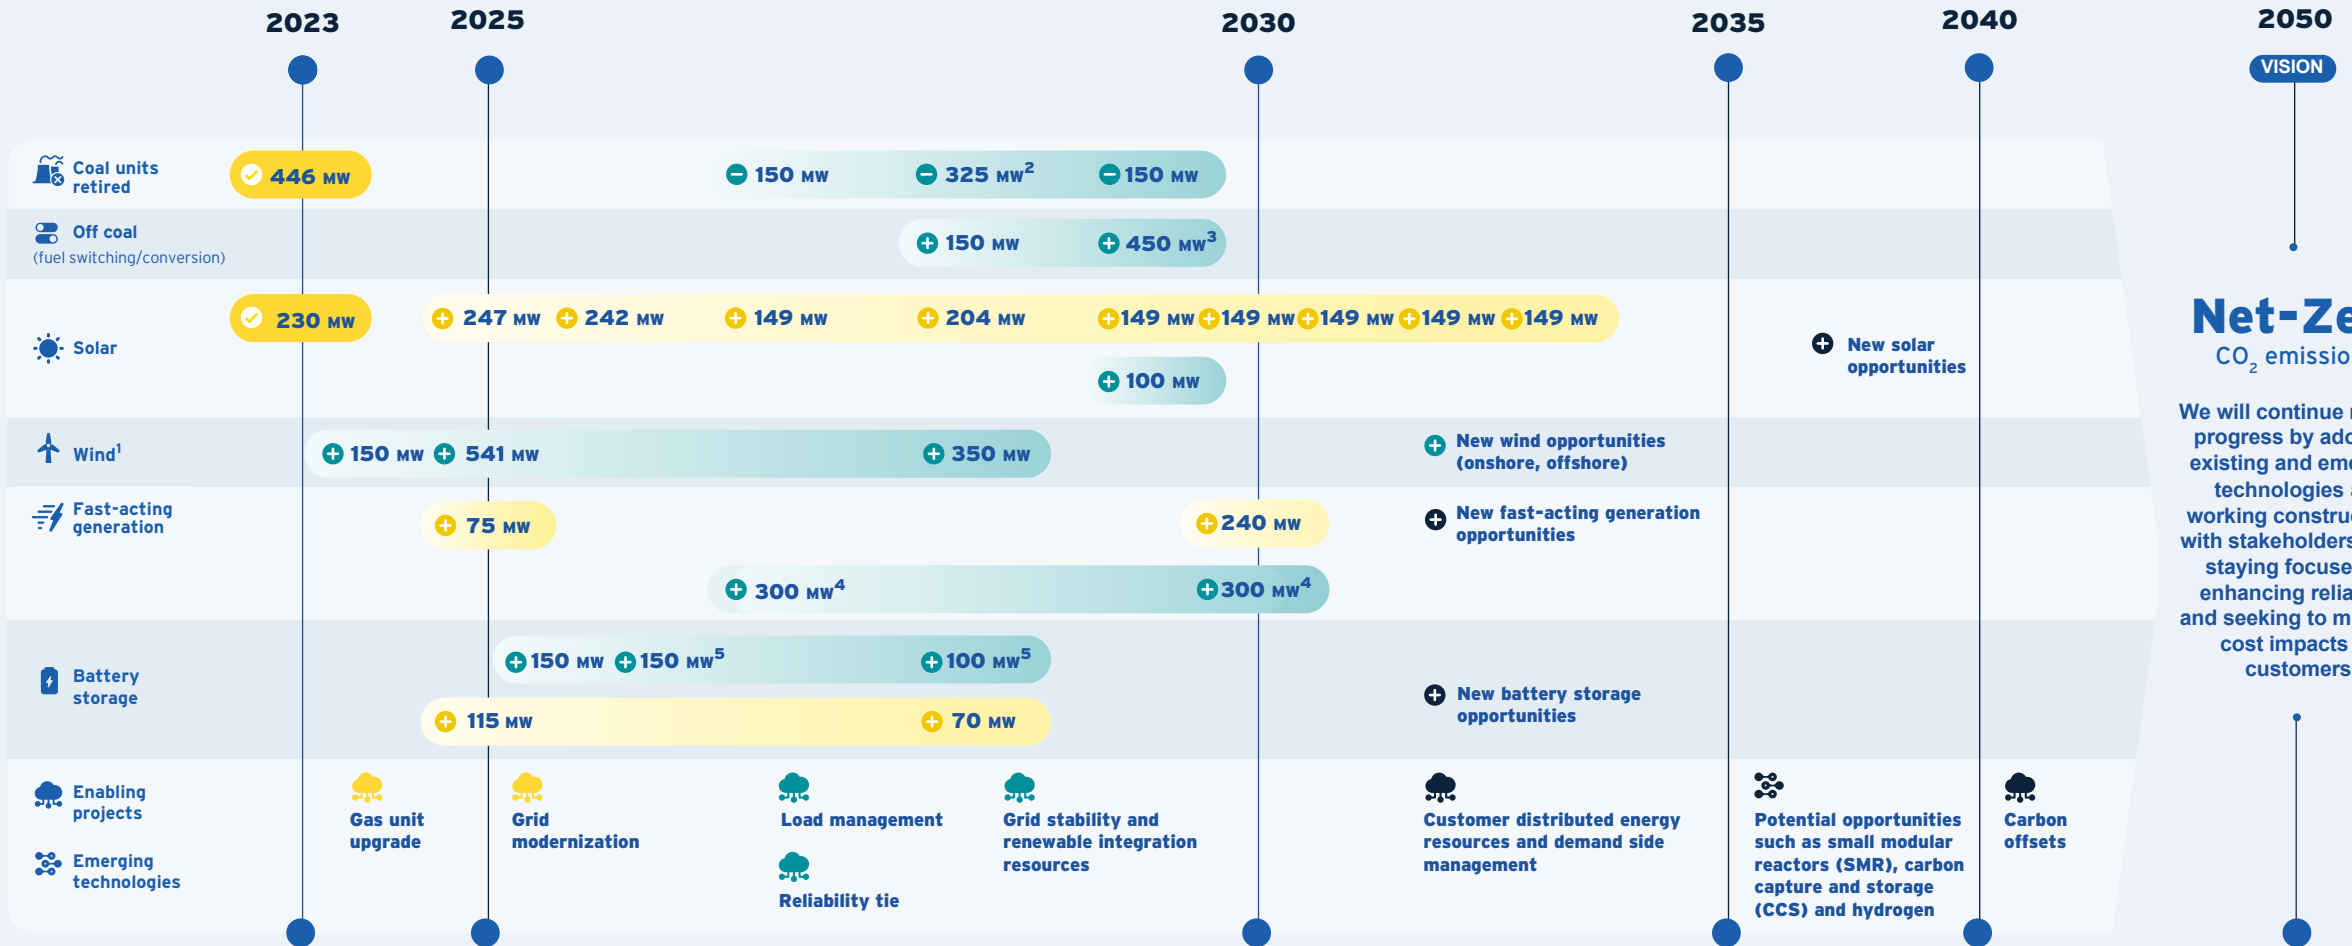 2023
2025
2030
2035
2040
2050
VISION
Coal units
retired
446 MW
150 MW
325 MW2
150 MW
Off coal
(fuel switching/conversion)
150 MW
450 MW3
Solar
230 MW
247 MW
242 MW
149 MW
204 MW
149 MW
149 MW
149 MW
149 MW
149 MW
100 MW
New solar
opportunities
Wind1
150 MW
541 MW
350 MW
New wind opportunities
(onshore, offshore)
Fast-acting
generation
75 MW
240 MW
300 MW4
300 MW4
New fast-acting generation
opportunities
Battery
storage
150 MW
150 MW5
100 MW5
115 MW
70 MW
New battery storage
opportunities
Enabling
projects
Emerging
technologies
Gas unit
upgrade
Grid
modernization
Load management
Reliability tie
Grid stability and
renewable integration
resources
Customer distributed energy
resources and demand side
management
Potential opportunities
such as small modular
reactors (SMR), carbon
capture and storage
(CCS) and hydrogen
Carbon
offsets
Net-Ze
CO2 emissio
We will continue
progress by ado
existing and eme
technologies
working constru
with stakeholders
staying focuse
enhancing relia
and seeking to m
cost impacts
customers